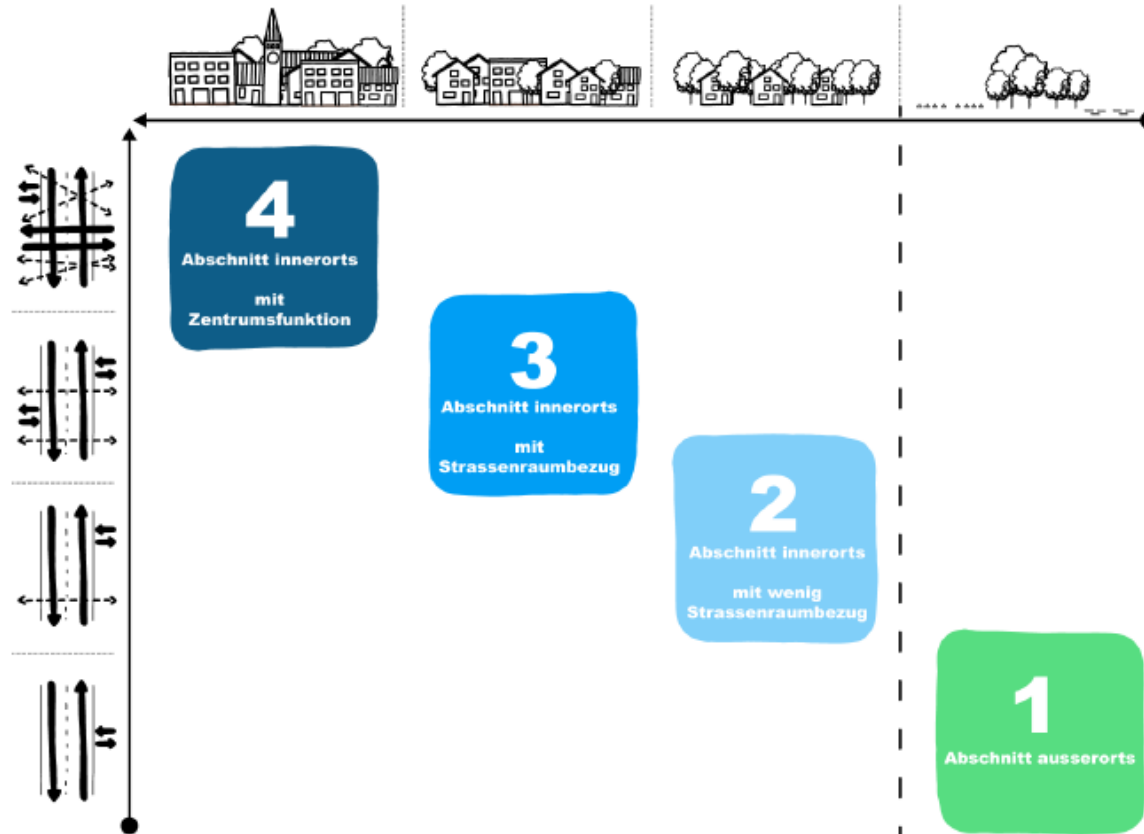 4
Abschnitt innerorts
mit
Zentrumsfunktion
3
Abschnitt innerorts
mit
Strassenraumbezug
2
Abschnitt innerorts
mit wenig
Strassenraumbezug
1
Abschnitt ausserorts